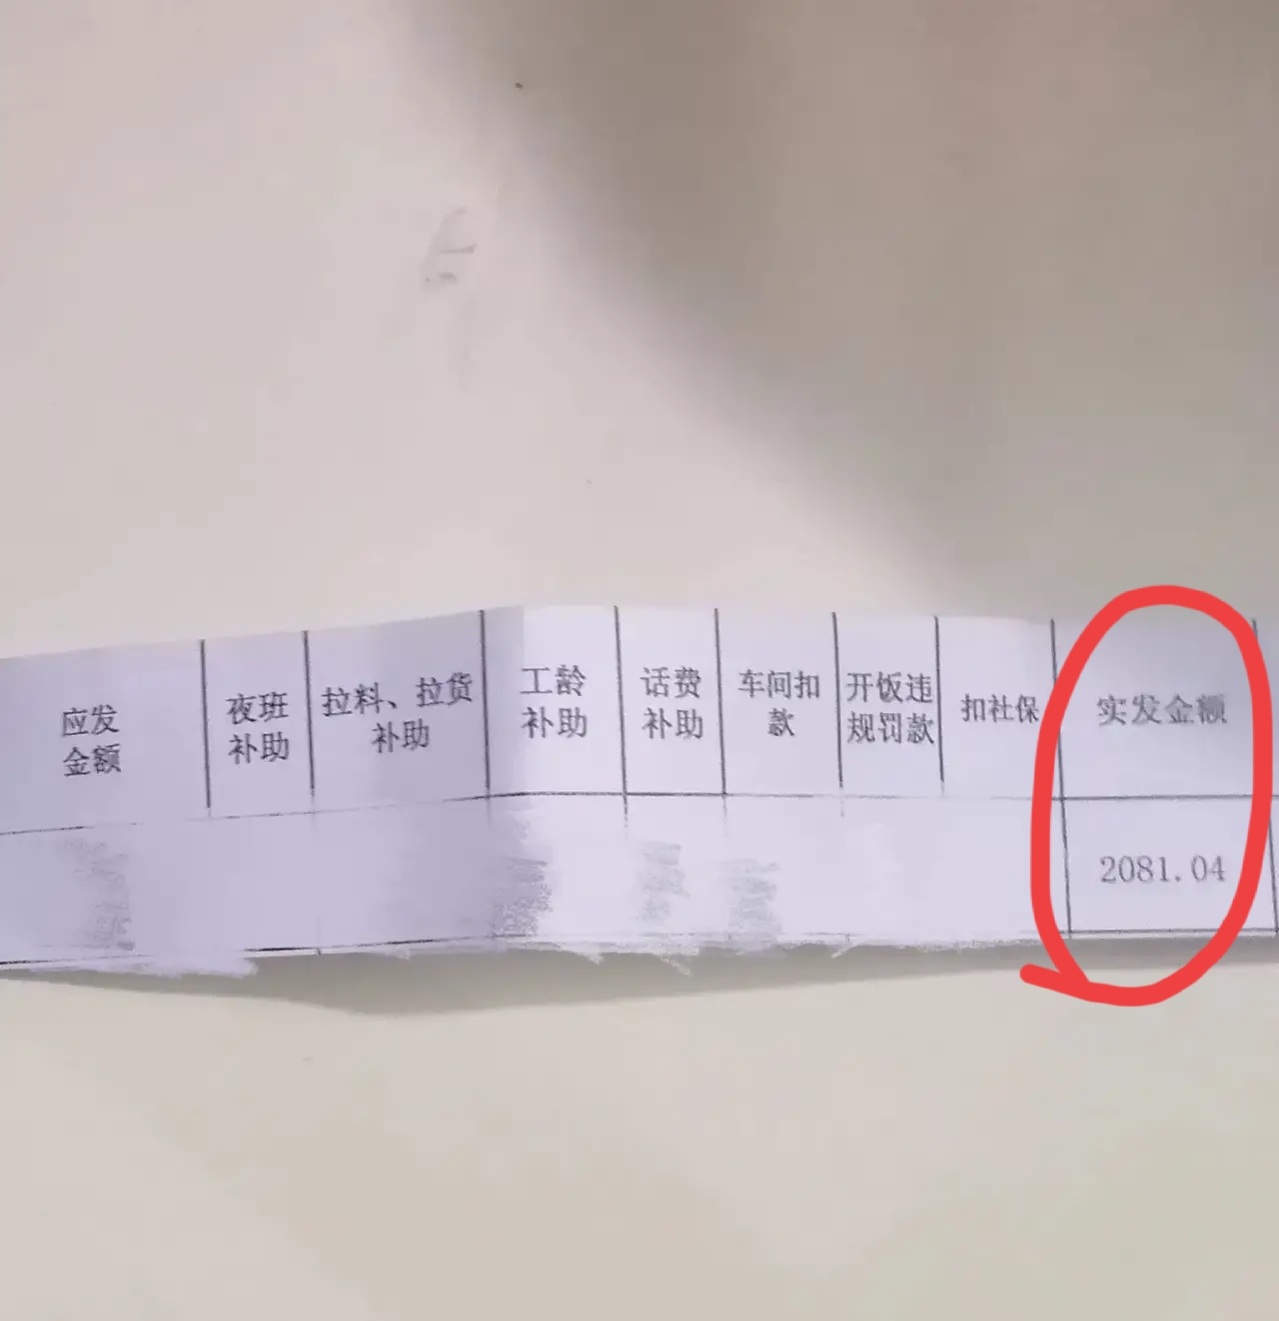 应发
金额
夜班
补助
拉料、拉货
补助
工龄
补助
话费
补助
车间扣
款
开饭违
规罚款
扣社保
实发金额
2081.04